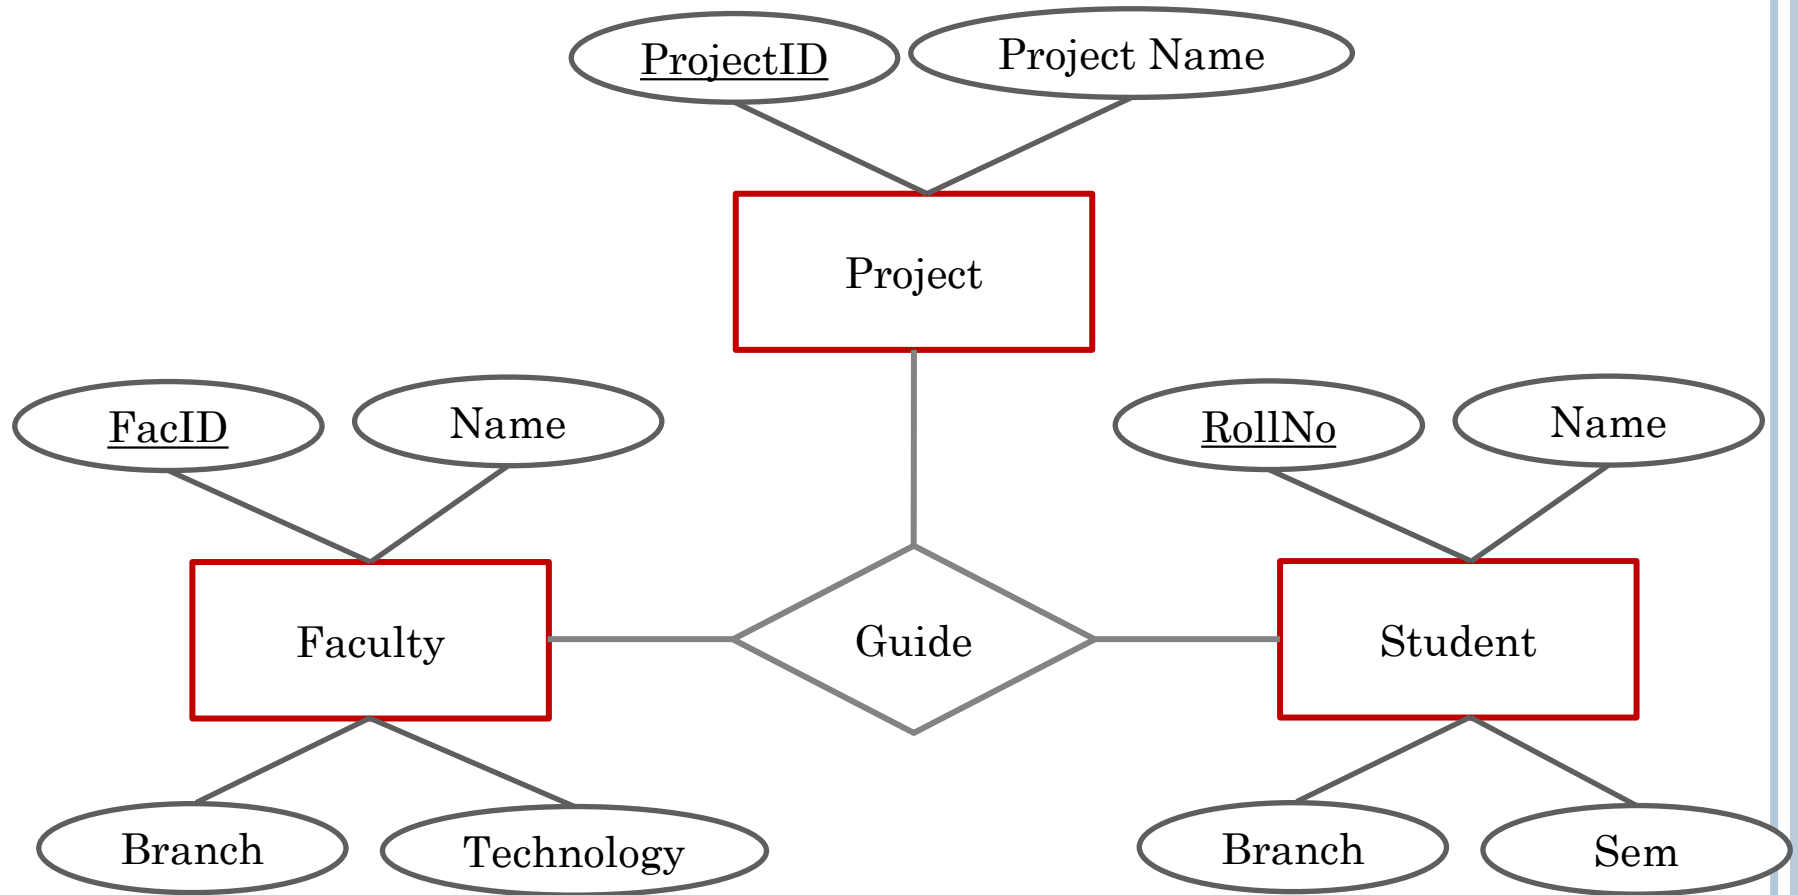 ProjectID
Project Name
Project
FacID
Name
RollNo
Name
Faculty
Guide
Student
Branch
Technology
Branch
Sem